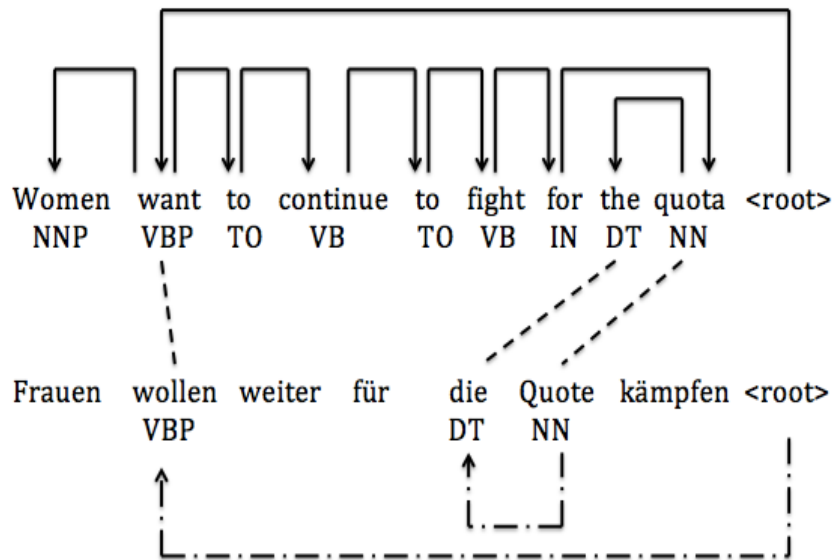 Women want to continue to fight for the quota <root>
NNP VBP TO VB TO VB IN DT NN
Frauen wollen weiter für die Quote kämpfen <root>
VBP DT NN